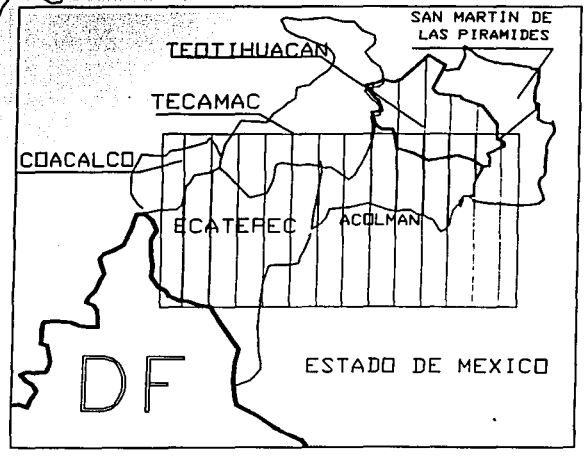 SAN MARTIN DE
LAS PIRAMIDES
TEOTIHUACAN
TECAMAC
COACALCO
ECATEPEC
ACOLMAN
ESTADO DE MEXICO
DF